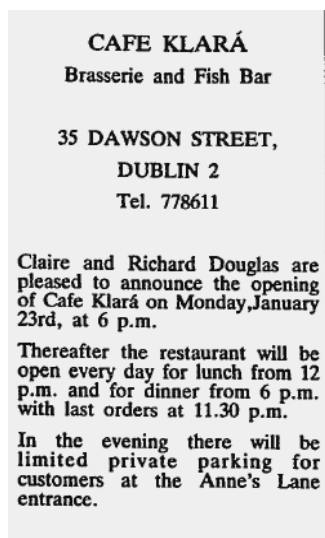 CAFE KLARÁ
Brasserie and Fish Bar
35 DAWSON STREET,
DUBLIN 2
Tel. 778611
Claire and Richard Douglas are
pleased to announce the opening
of Cafe Klará on Monday,January
23rd, at 6 p.m.
Thereafter the restaurant will be
open every day for lunch from 12
p.m. and for dinner from 6 p.m.
with last orders at 11.30 p.m.
In the evening there will be
limited private parking for
customers at the Anne's Lane
entrance.